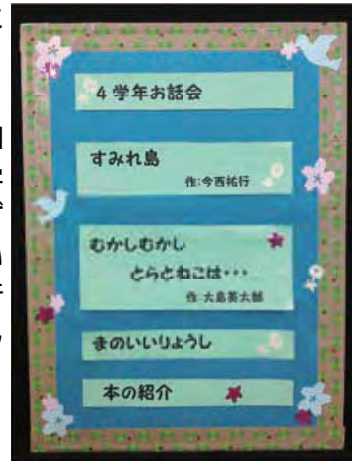 4学年お話会
すみれ島
作:今西祐行
むかしむかし
とらとねこは・・・
作 大島英太郎
まのいいりょうし
本の紹介